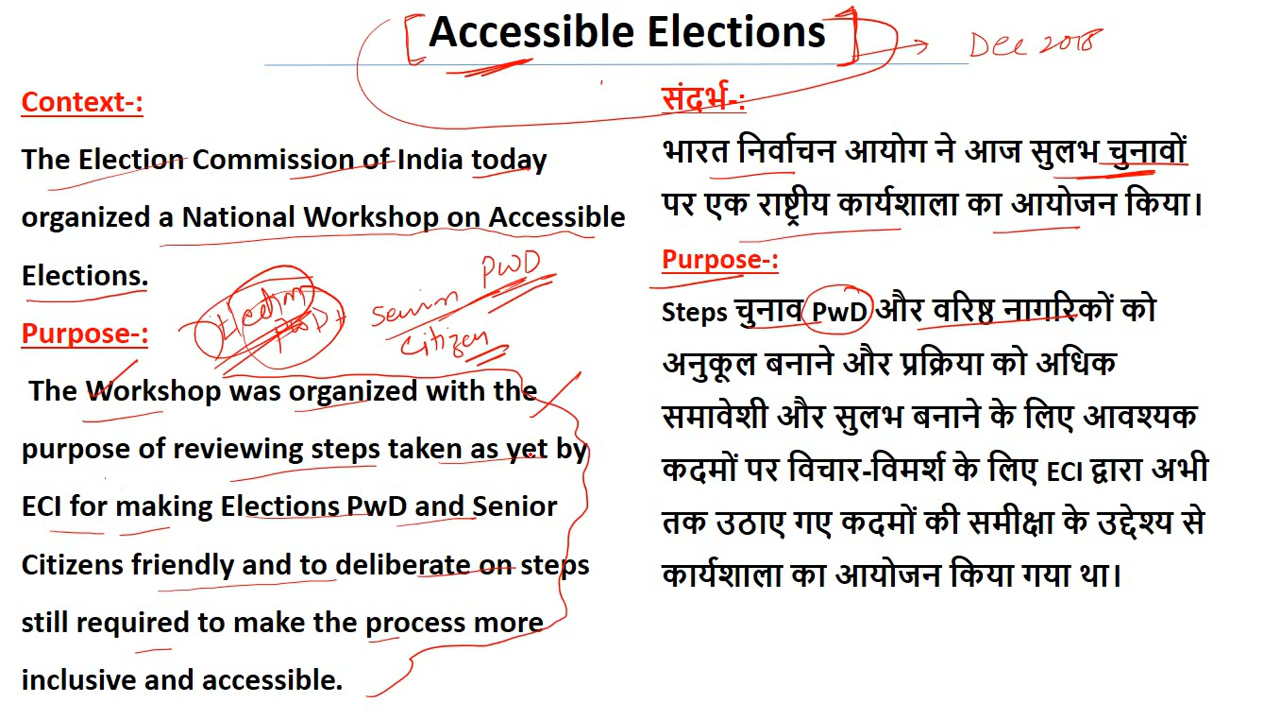 Accessible Elections
Dec 2018
Context-:
The Election Commission of India today
organized a National Workshop on Accessible
Elections.
Election
PwD
Senior PwD
Citizen
Purpose-:
The Workshop was organized with the
purpose of reviewing steps taken as yet by
ECI for making Elections PwD and Senior
Citizens friendly and to deliberate on steps
still required to make the process more
inclusive and accessible.
संदर्भ-:
भारत निर्वाचन आयोग ने आज सुलभ चुनावों
पर एक राष्ट्रीय कार्यशाला का आयोजन किया।
Purpose-:
Steps चुनाव PwD और वरिष्ठ नागरिकों को
अनुकूल बनाने और प्रक्रिया को अधिक
समावेशी और सुलभ बनाने के लिए आवश्यक
कदमों पर विचार-विमर्श के लिए ECI द्वारा अभी
तक उठाए गए कदमों की समीक्षा के उद्देश्य से
कार्यशाला का आयोजन किया गया था।